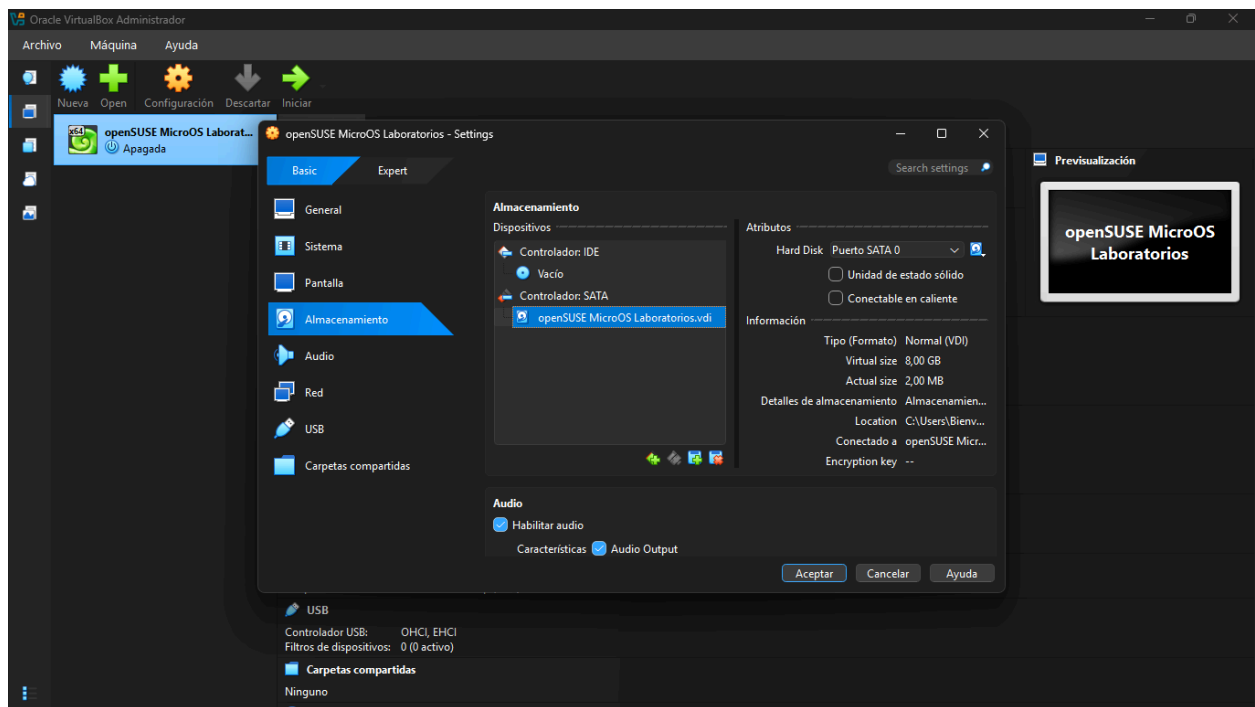 Oracle VirtualBox Administrador
Archivo Máquina Ayuda
Nueva Open Configuración Descartar Iniciar
x64
openSUSE MicroOS Laborat...
Apagada
openSUSE MicroOS Laboratorios - Settings
Basic Expert
Search settings
General
Sistema
Pantalla
Almacenamiento
Audio
Red
USB
Carpetas compartidas
Almacenamiento
Dispositivos
Controlador: IDE
Vacío
Controlador: SATA
openSUSE MicroOS Laboratorios.vdi
Atributos
Hard Disk Puerto SATA 0
Unidad de estado sólido
Conectable en caliente
Información
Tipo (Formato) Normal (VDI)
Virtual size 8,00 GB
Actual size 2,00 MB
Detalles de almacenamiento Almacenamien...
Location C:\Users\Bienv...
Conectado a openSUSE Micr...
Encryption key --
Audio
Habilitar audio
Características Audio Output
Aceptar Cancelar Ayuda
Previsualización
openSUSE MicroOS
Laboratorios
USB
Controlador USB: OHCI, EHCI
Filtros de dispositivos: 0 (0 activo)
Carpetas compartidas
Ninguno